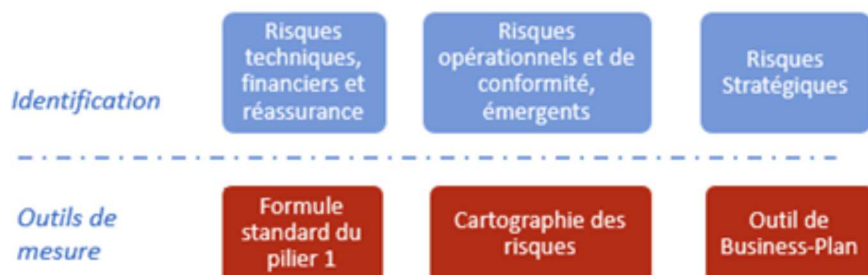 Identification
Risques
techniques,
financiers et
réassurance
Risques
opérationnels et de
conformité,
émergents
Risques
Stratégiques
Outils de
mesure
Formule
standard du
pilier 1
Cartographie des
risques
Outil de
Business-Plan